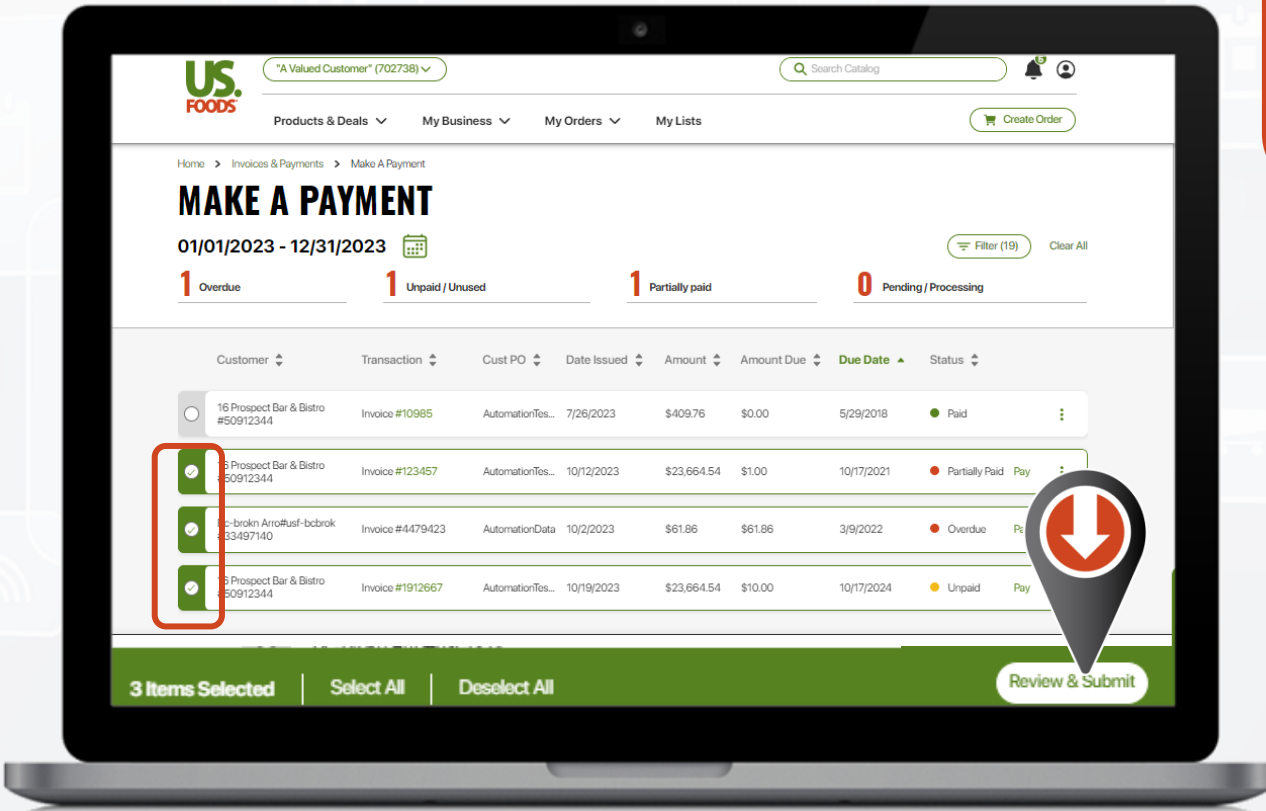 US.
FOODS
"A Valued Customer" (702738)
Search Catalog
5
Products & Deals
My Business
My Orders
My Lists
Create Order
Home > Invoices & Payments > Make A Payment
MAKE A PAYMENT
01/01/2023 - 12/31/2023
Filter (19)
Clear All
1 Overdue
1 Unpaid / Unused
1 Partially paid
0 Pending / Processing
Customer Transaction Cust PO Date Issued Amount Amount Due Due Date Status
16 Prospect Bar & Bistro
#50912344
Invoice #10985 AutomationTes... 7/26/2023 $409.76 $0.00 5/29/2018 Paid
16 Prospect Bar & Bistro
#50912344
Invoice #123457 AutomationTes... 10/12/2023 $23,664.54 $1.00 10/17/2021 Partially Paid Pay
-brokn Arro#usf-bcbrok
33497140
Invoice #4479423 AutomationData 10/2/2023 $61.86 $61.86 3/9/2022 Overdue
16 Prospect Bar & Bistro
#50912344
Invoice #1912667 AutomationTes... 10/19/2023 $23,664.54 $10.00 10/17/2024 Unpaid Pay
3 Items Selected
Select All
Deselect All
Review & Submit